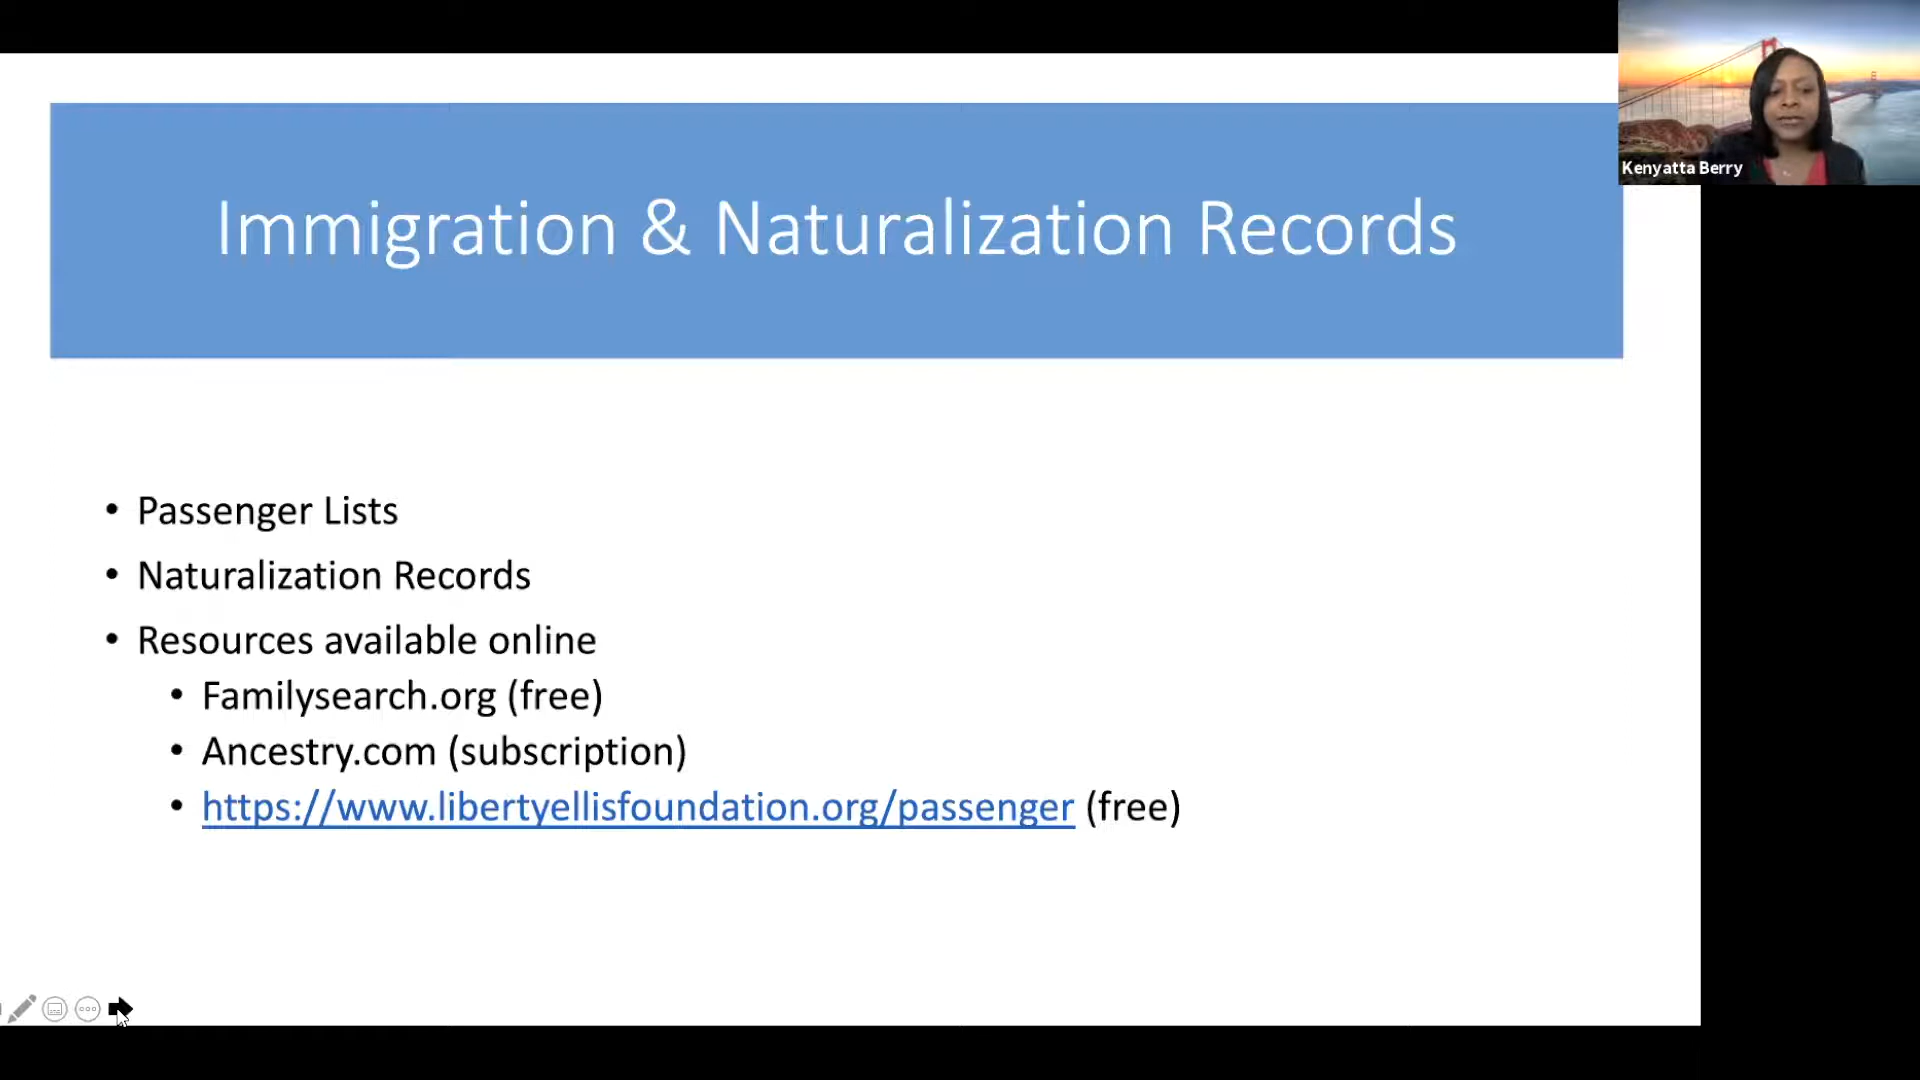 Kenyatta Berry
Immigration & Naturalization Records
• Passenger Lists
• Naturalization Records
• Resources available online
• Familysearch.org (free)
• Ancestry.com (subscription)
• https://www.libertyellisfoundation.org/passenger (free)